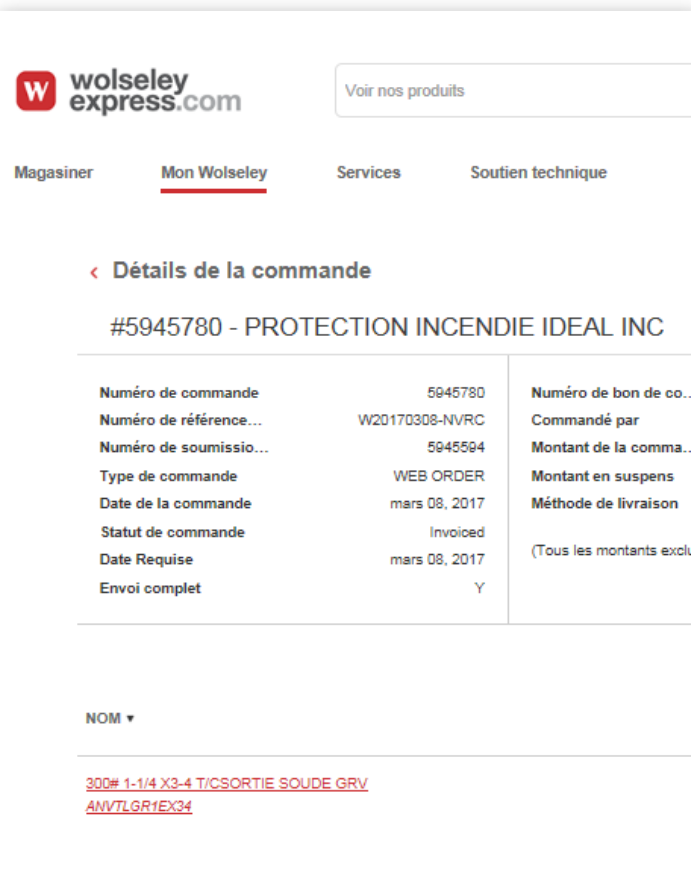 W wolseley
express.com
Voir nos produits
Magasiner Mon Wolseley Services Soutien technique
‹ Détails de la commande
#5945780 - PROTECTION INCENDIE IDEAL INC
Numéro de commande 5945780 Numéro de bon de co...
Numéro de référence... W20170308-NVRC Commandé par
Numéro de soumissio... 5945594 Montant de la comma...
Type de commande WEB ORDER Montant en suspens
Date de la commande mars 08, 2017 Méthode de livraison
Statut de commande Invoiced
Date Requise mars 08, 2017 (Tous les montants exclu
Envoi complet Y
NOM ▾
300# 1-1/4 X3-4 T/CSORTIE SOUDE GRV
ANVTLGR1EX34